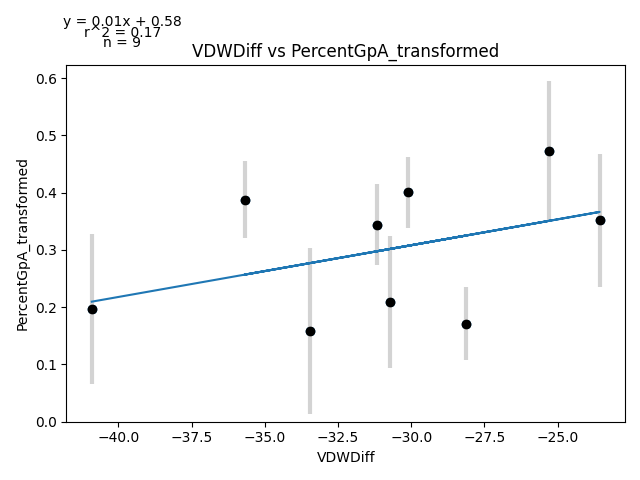 y = 0.01x + 0.58
r^2 = 0.17
n = 9
VDWDiff vs PercentGpA_transformed
PercentGpA_transformed
0.6
0.5
0.4
0.3
0.2
0.1
0.0
−40.0 −37.5 −35.0 −32.5 −30.0 −27.5 −25.0
VDWDiff